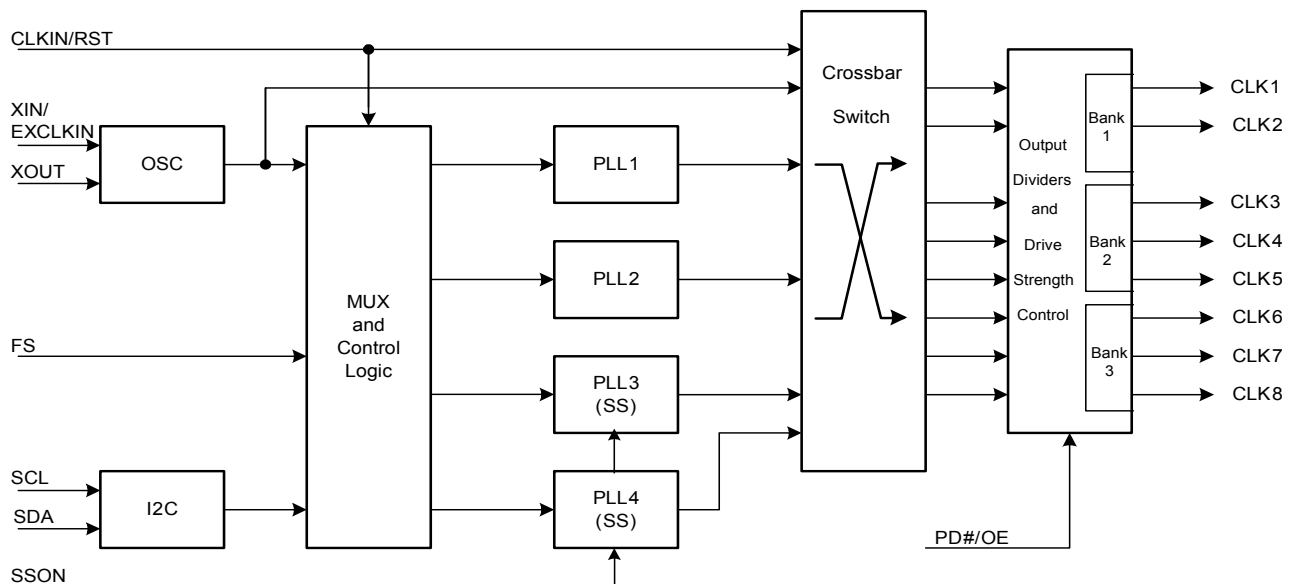 CLKIN/RST
XIN/
EXCLKIN
XOUT
OSC
FS
SCL
SDA
I2C
SSON
MUX
and
Control
Logic
PLL1
PLL2
PLL3
(SS)
PLL4
(SS)
Crossbar
Switch
Output
Dividers
and
Drive
Strength
Control
Bank
1
Bank
2
Bank
3
PD#/OE
CLK1
CLK2
CLK3
CLK4
CLK5
CLK6
CLK7
CLK8